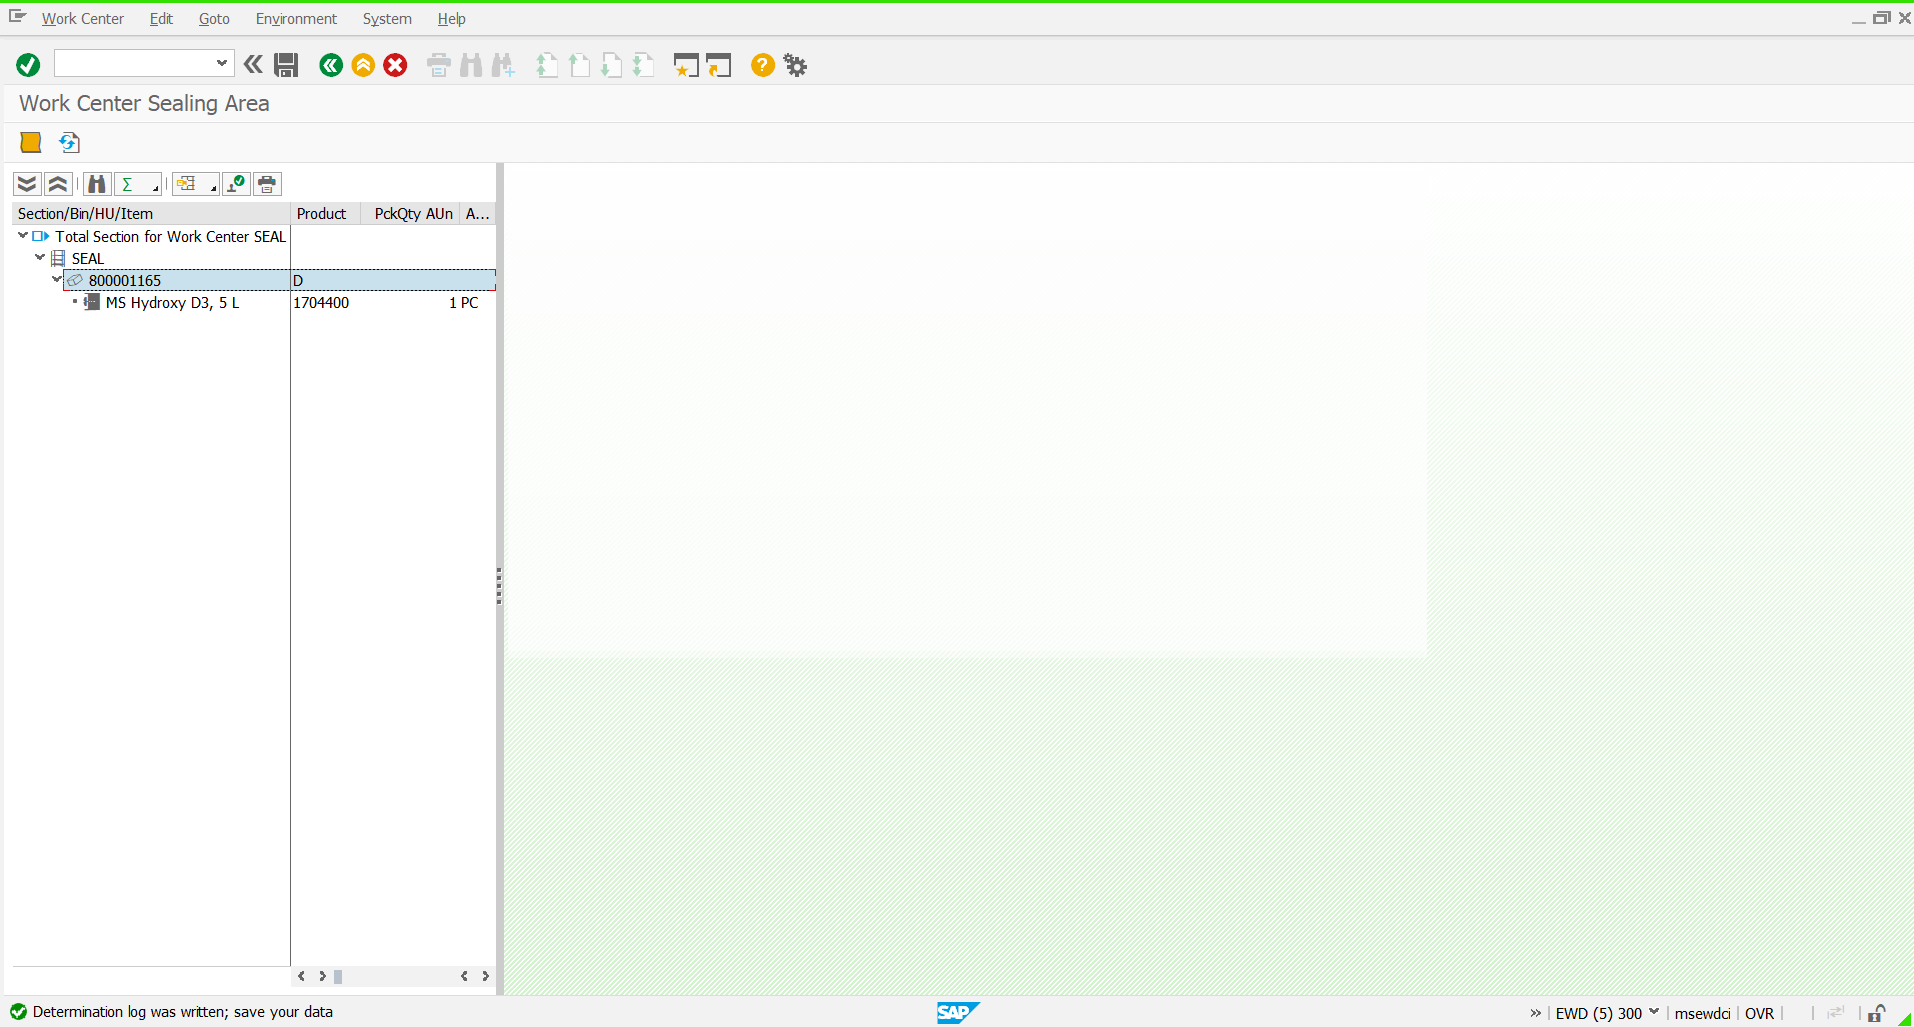 Work Center Edit Goto Environment System Help
Work Center Sealing Area
Section/Bin/HU/Item Product PckQty AUn A...
Total Section for Work Center SEAL
SEAL
800001165 D
MS Hydroxy D3, 5 L 1704400 1 PC
Determination log was written; save your data
SAP
EWD (5) 300 msewdci OVR